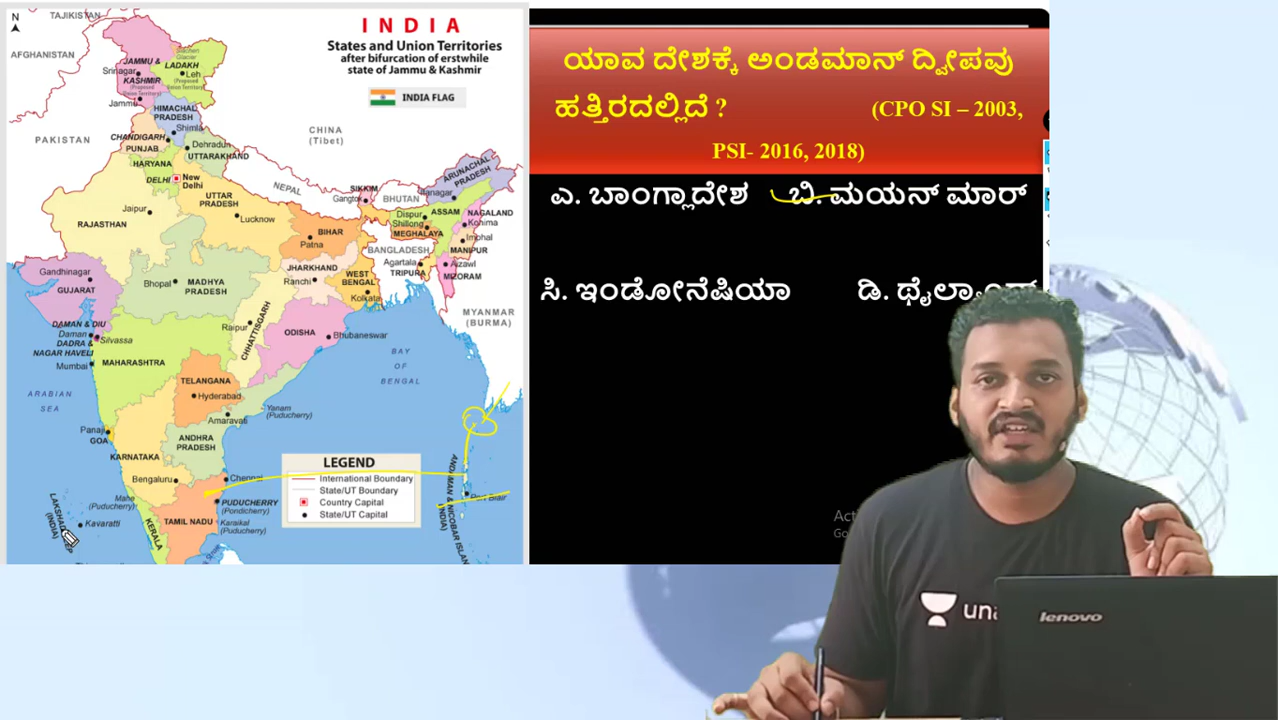 N
TAJIKISTAN
AFGHANISTAN
PAKISTAN
INDIA
States and Union Territories
after bifurcation of erstwhile
state of Jammu & Kashmir
INDIA FLAG
CHINA
(Tibet)
JAMMU &
KASHMIR
Srinagar
Jammu
LADAKH
Leh
HIMACHAL
PRADESH
Shimla
CHANDIGARH
PUNJAB
Dehradun
UTTARAKHAND
HARYANA
DELHI
New
Delhi
NEPAL
UTTAR
PRADESH
Lucknow
Jaipur
RAJASTHAN
SIKKIM
Gangtok
BHUTAN
ARUNACHAL
PRADESH
Itanagar
ASSAM
Dispur
Shillong
MEGHALAYA
NAGALAND
Kohima
Imphal
MANIPUR
BANGLADESH
Agartala
TRIPURA
Aizawl
MIZORAM
BIHAR
Patna
JHARKHAND
Ranchi
WEST
BENGAL
Kolkata
Gandhinagar
GUJARAT
Bhopal
MADHYA
PRADESH
CHHATTISGARH
Raipur
ODISHA
Bhubaneswar
MYANMAR
(BURMA)
DAMAN & DIU
Daman
Silvassa
DADRA &
NAGAR HAVELI
Mumbai
MAHARASHTRA
TELANGANA
Hyderabad
BAY
OF
BENGAL
ARABIAN
SEA
Amaravati
Yanam
(Puducherry)
Panaji
GOA
ANDHRA
PRADESH
KARNATAKA
Bengaluru
Chennai
LEGEND
International Boundary
State/UT Boundary
Country Capital
State/UT Capital
Mahe
(Puducherry)
PUDUCHERRY
(Pondicherry)
TAMIL NADU
Karaikal
(Puducherry)
KERALA
Kavaratti
(INDIA)
Port Blair
(INDIA)
ಯಾವ ದೇಶಕ್ಕೆ ಅಂಡಮಾನ್ ದ್ವೀಪವು
ಹತ್ತಿರದಲ್ಲಿದೆ ? (CPO SI – 2003,
PSI- 2016, 2018)
ಎ. ಬಾಂಗ್ಲಾದೇಶ ಬಿ. ಮಯನ್ ಮಾರ್
ಸಿ. ಇಂಡೋನೆಷಿಯಾ ಡಿ. ಥೈಲ್ಯಾಂಡ್
una
lenovo